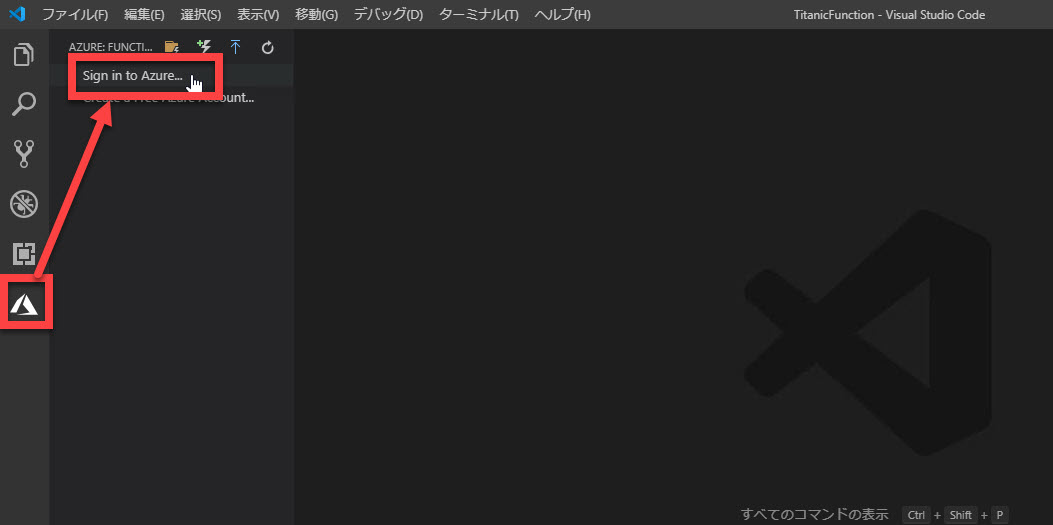 ファイル(F) 編集(E) 選択(S) 表示(V) 移動(G) デバッグ(D) ターミナル(T) ヘルプ(H) TitanicFunction - Visual Studio Code
AZURE: FUNCTI...
Sign in to Azure...
Create a Free Azure Account...
すべてのコマンドの表示 Ctrl + Shift + P